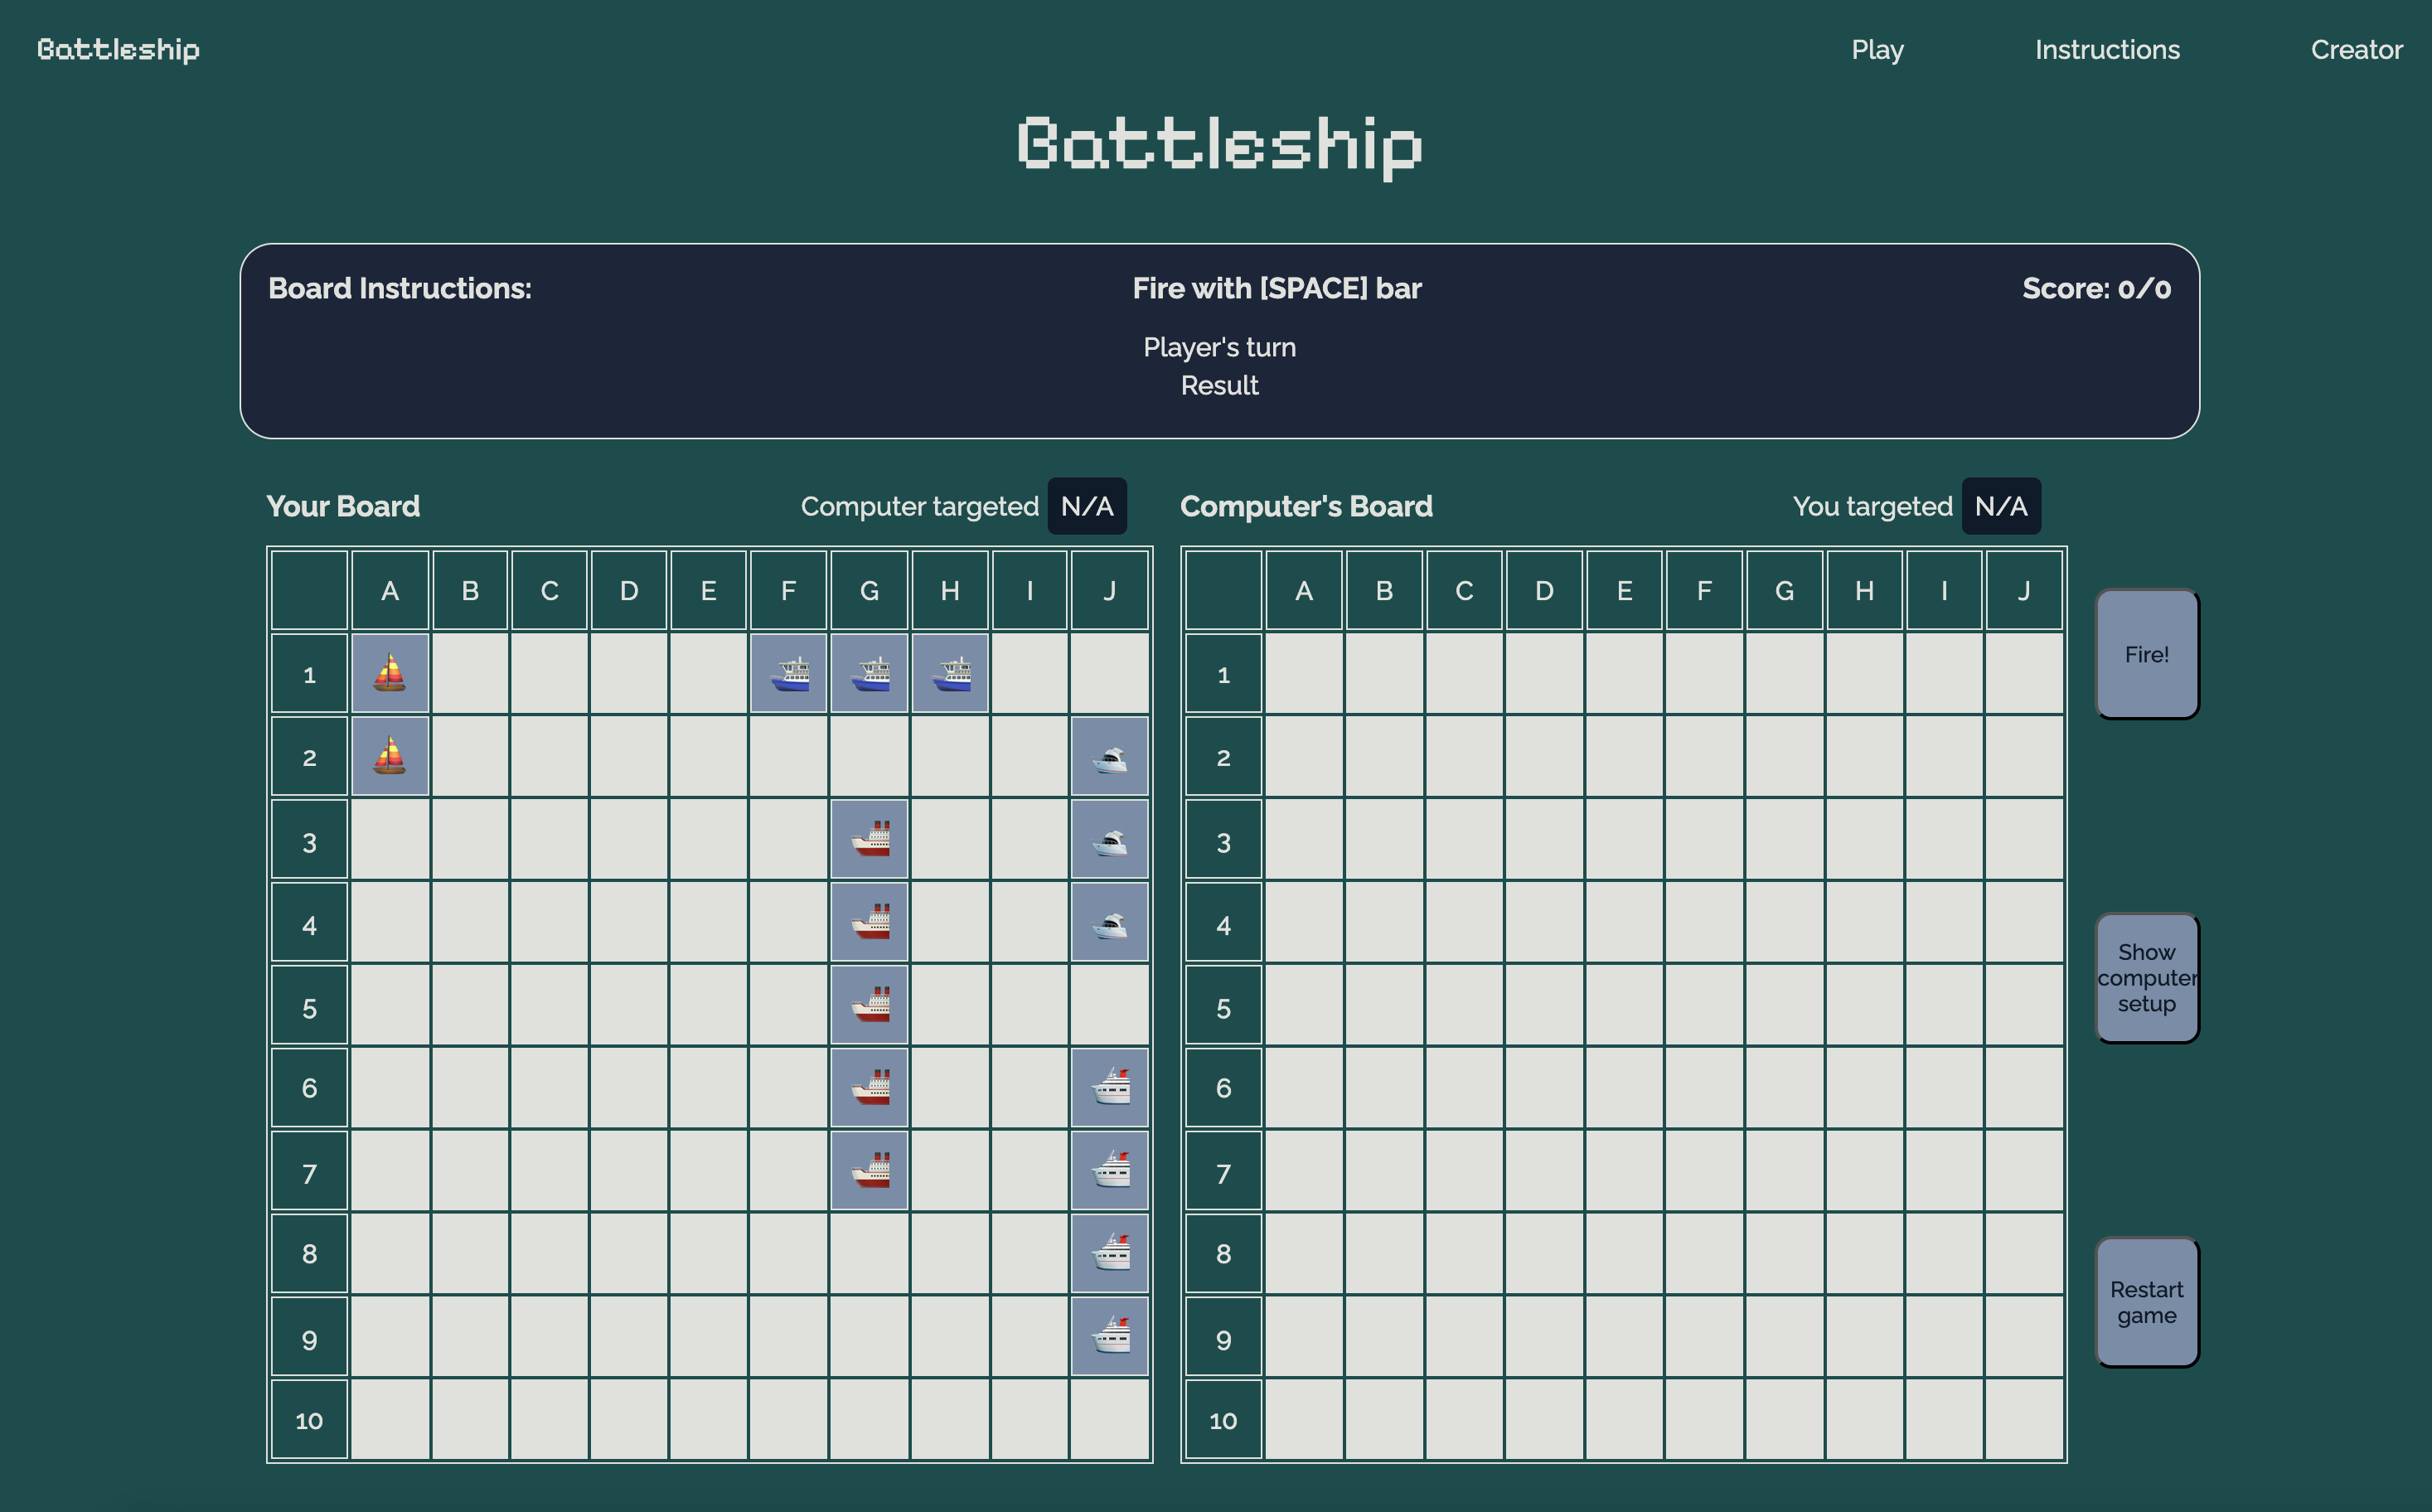 Battleship
Play Instructions Creator
Battleship
Board Instructions: Fire with [SPACE] bar Score: 0/0
Player's turn
Result
Your Board Computer targeted N/A
A B C D E F G H I J
1
2
3
4
5
6
7
8
9
10
Computer's Board You targeted N/A
A B C D E F G H I J
1
2
3
4
5
6
7
8
9
10
Fire!
Show
computer
setup
Restart
game